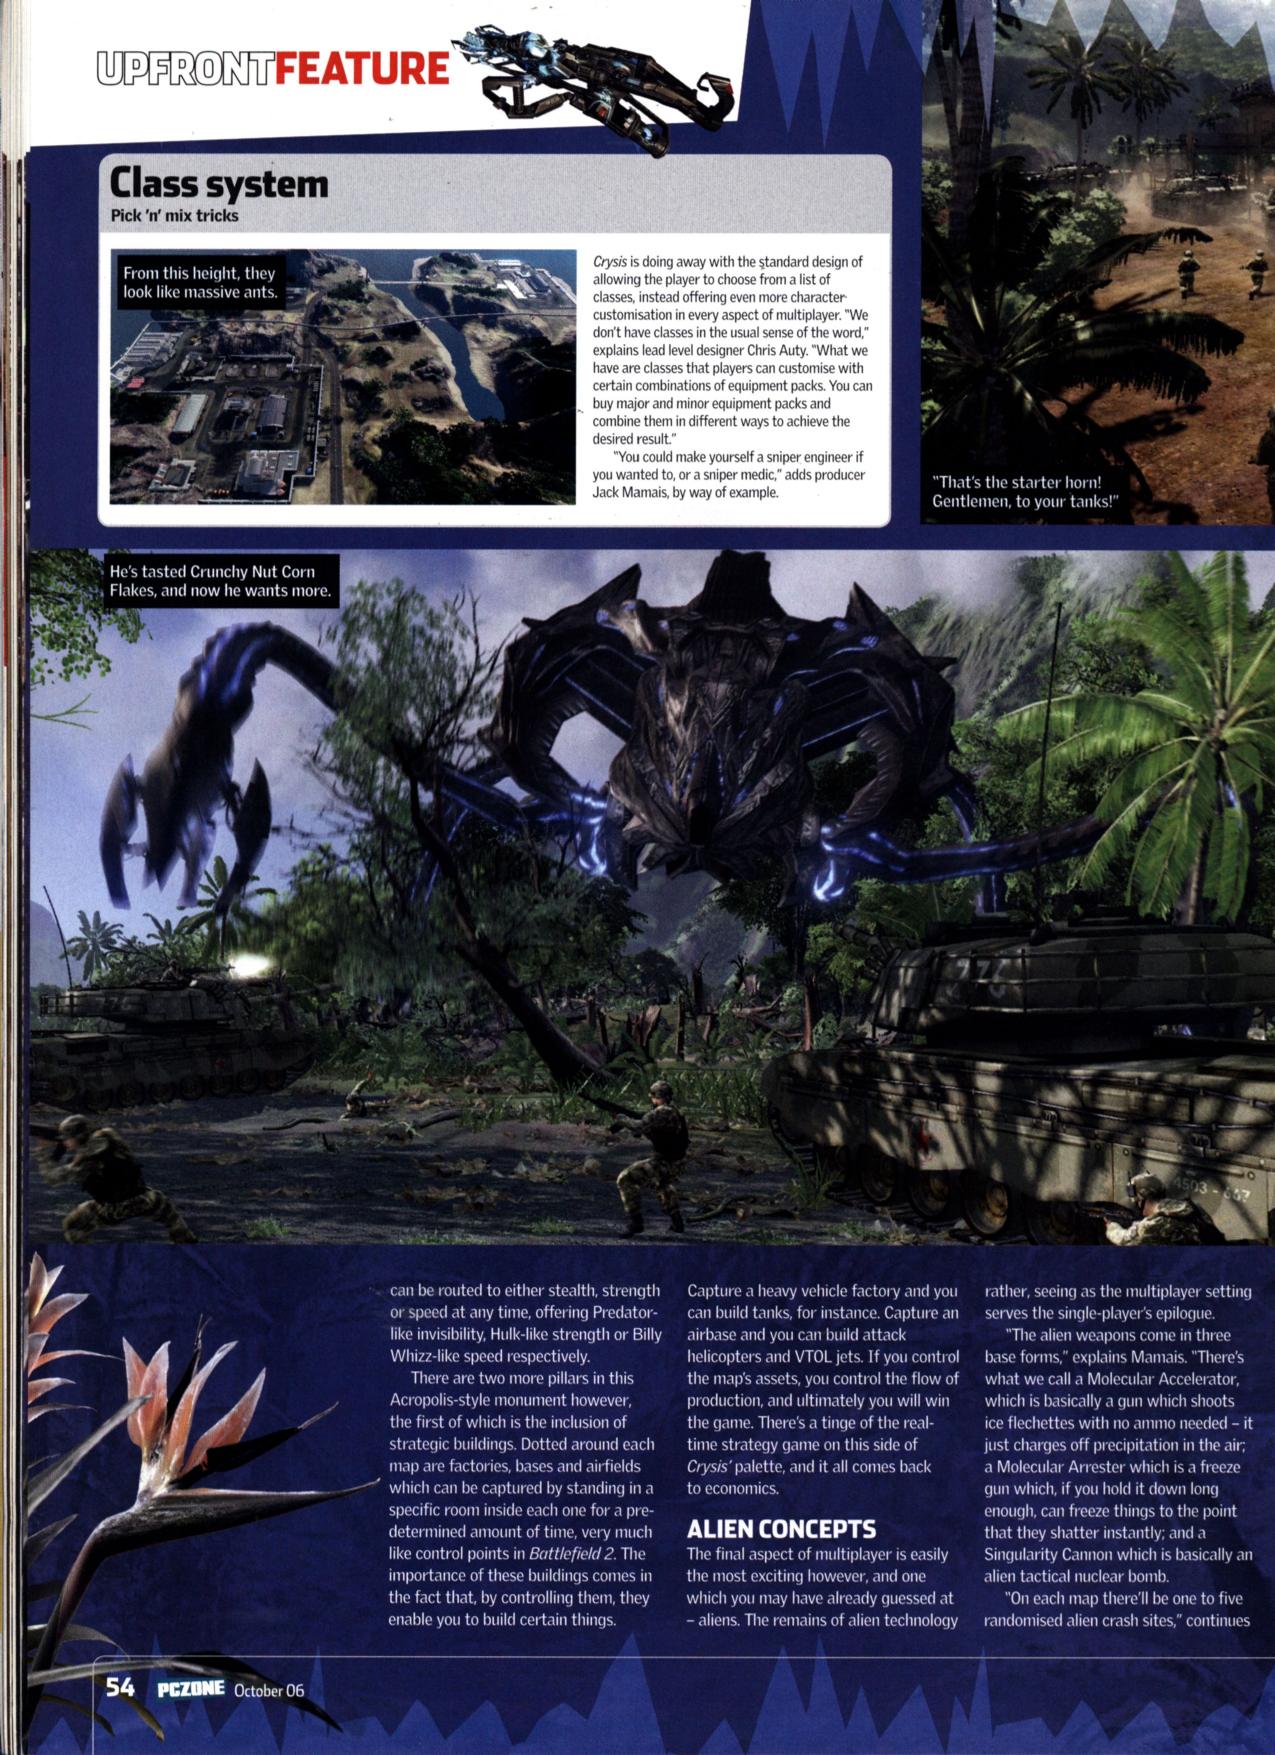 UPFRONTFEATURE
Class system
Pick 'n' mix tricks
From this height, they
look like massive ants.
Crysis is doing away with the standard design of
allowing the player to choose from a list of
classes, instead offering even more character
customisation in every aspect of multiplayer. "We
don't have classes in the usual sense of the word,"
explains lead level designer Chris Auty. "What we
have are classes that players can customise with
certain combinations of equipment packs. You can
buy major and minor equipment packs and
combine them in different ways to achieve the
desired result."
"You could make yourself a sniper engineer if
you wanted to, or a sniper medic," adds producer
Jack Mamais, by way of example.
"That's the starter horn!
Gentlemen, to your tanks!"
He's tasted Crunchy Nut Corn
Flakes, and now he wants more.
4503 - 667
can be routed to either stealth, strength
or speed at any time, offering Predator-
like invisibility, Hulk-like strength or Billy
Whizz-like speed respectively.
There are two more pillars in this
Acropolis-style monument however,
the first of which is the inclusion of
strategic buildings. Dotted around each
map are factories, bases and airfields
which can be captured by standing in a
specific room inside each one for a pre-
determined amount of time, very much
like control points in Battlefield 2. The
importance of these buildings comes in
the fact that, by controlling them, they
enable you to build certain things.
Capture a heavy vehicle factory and you
can build tanks, for instance. Capture an
airbase and you can build attack
helicopters and VTOL jets. If you control
the map's assets, you control the flow of
production, and ultimately you will win
the game. There's a tinge of the real-
time strategy game on this side of
Crysis' palette, and it all comes back
to economics.
ALIEN CONCEPTS
The final aspect of multiplayer is easily
the most exciting however, and one
which you may have already guessed at
– aliens. The remains of alien technology
rather, seeing as the multiplayer setting
serves the single-player's epilogue.
"The alien weapons come in three
base forms," explains Mamais. "There's
what we call a Molecular Accelerator,
which is basically a gun which shoots
ice flechettes with no ammo needed – it
just charges off precipitation in the air;
a Molecular Arrester which is a freeze
gun which, if you hold it down long
enough, can freeze things to the point
that they shatter instantly; and a
Singularity Cannon which is basically an
alien tactical nuclear bomb.
"On each map there'll be one to five
randomised alien crash sites," continues
54 PCZONE October 06